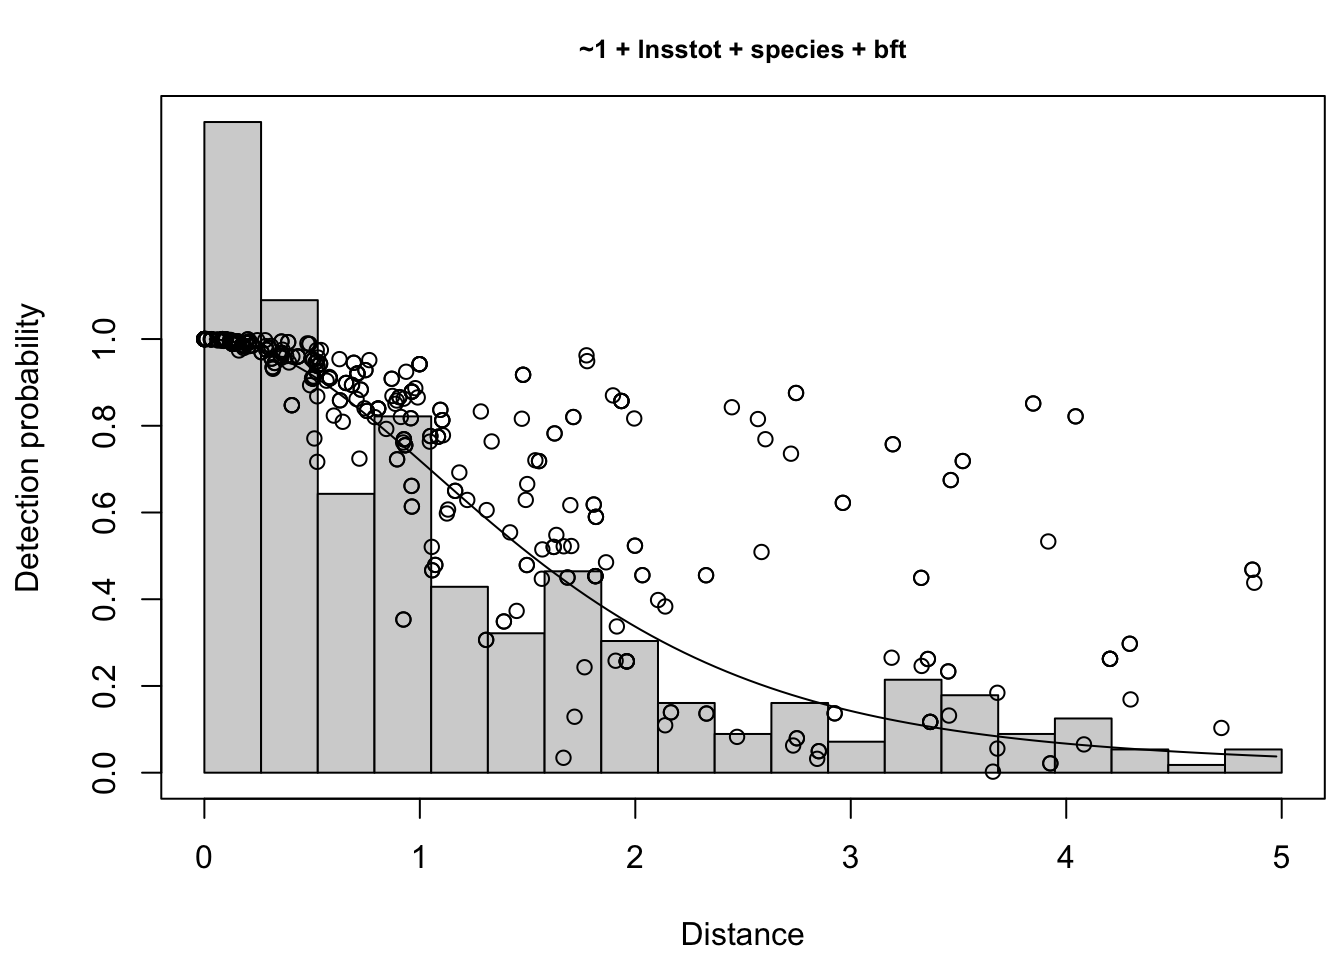 ~1 + lnsstot + species + bft
Detection probability
1.0
0.8
0.6
0.4
0.2
0.0
0 1 2 3 4 5
Distance